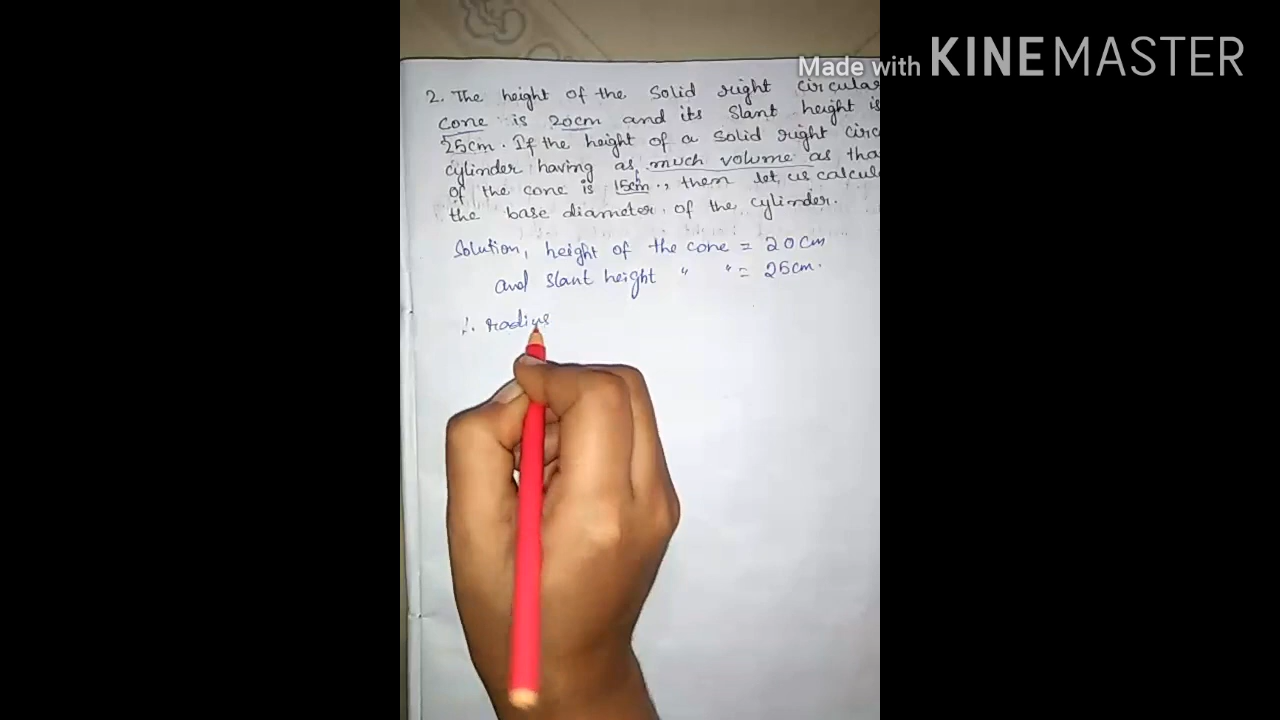 Made with KINEMASTER
2. The height of the solid right circular
cone is 20cm and its slant height is
25cm. If the height of a solid right circ
cylinder having as much volume as tha
of the cone is 15cm, then let us calcul
the base diameter of the cylinder.
Solution, height of the cone = 20cm
and slant height " " = 25cm.
∴ radius